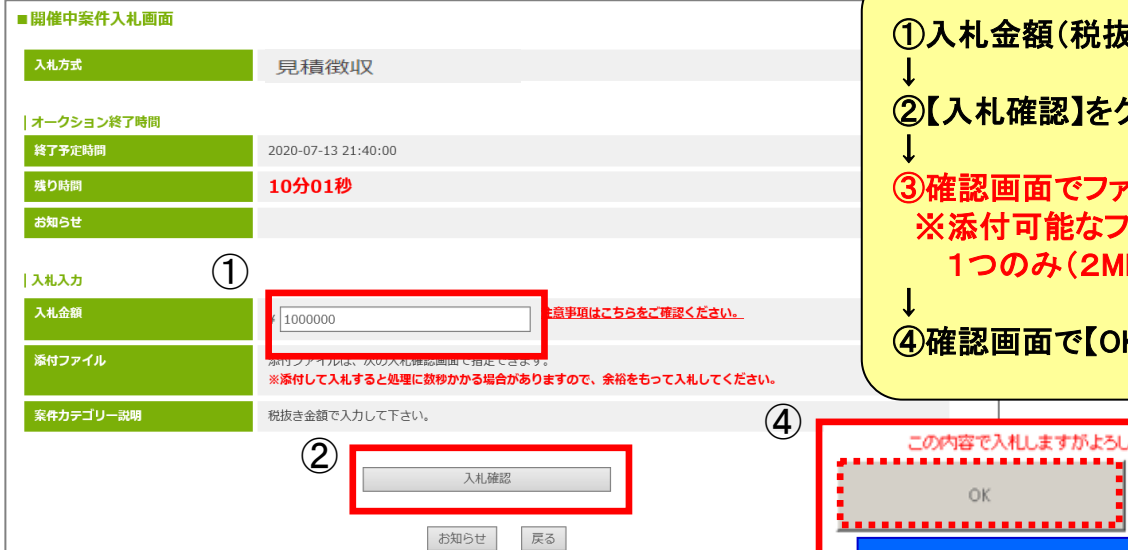 ■開催中案件入札画面
入札方式 見積徴収
オークション終了時間
終了予定時間 2020-07-13 21:40:00
残り時間 10分01秒
お知らせ
入札入力
①
入札金額 1000000 意事項はこちらをご確認ください。
添付ファイル 添付ファイルは、次の入札確認画面で指定できます。
※添付して入札すると処理に数秒かかる場合がありますので、余裕をもって入札してください。
案件カテゴリー説明 税抜き金額で入力して下さい。
②
入札確認
お知らせ 戻る
①入札金額(税抜
↓
②【入札確認】をク
↓
③確認画面でファ
※添付可能なフ
1つのみ(2M
↓
④確認画面で【O
④
この内容で入札しますがよろし
OK